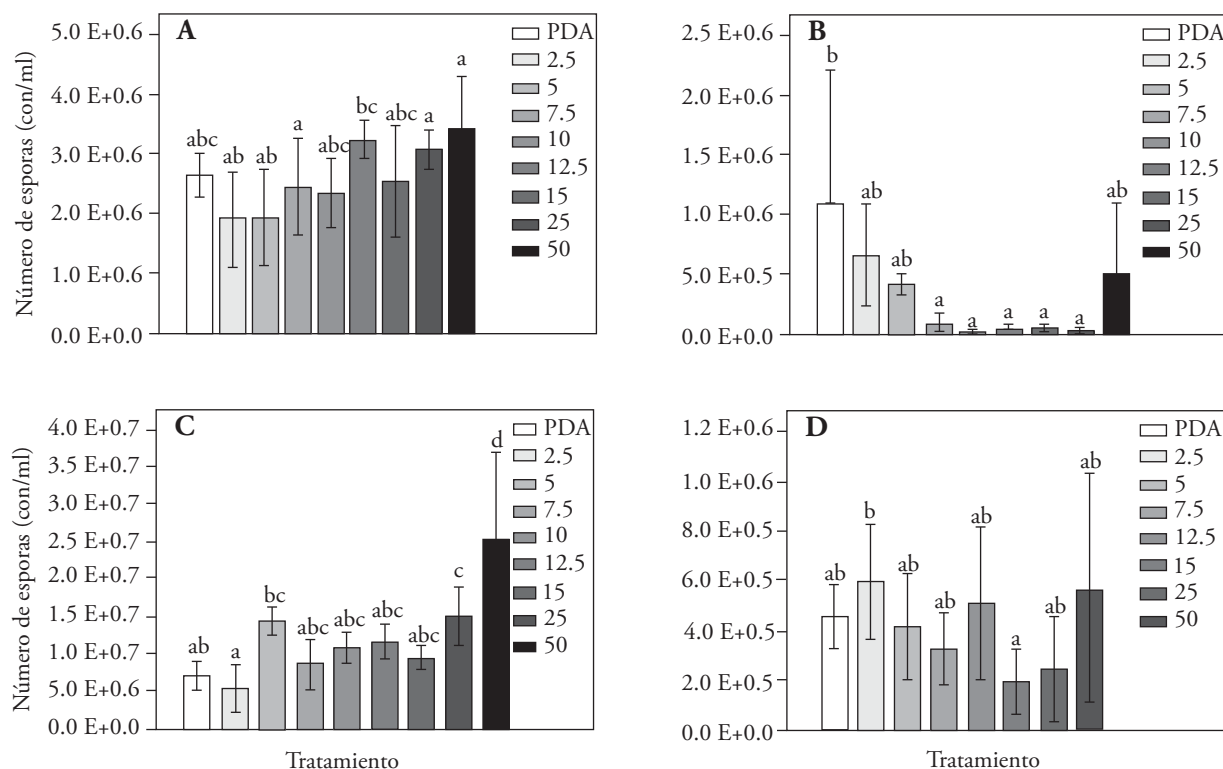 A
Número de esporas (con/ml)
5.0 E+0.6
4.0 E+0.6
3.0 E+0.6
2.0 E+0.6
1.0 E+0.6
0.0 E+0.0
abc
ab
ab
a
abc
bc
abc
a
a
PDA
2.5
5
7.5
10
12.5
15
25
50
B
2.5 E+0.6
2.0 E+0.6
1.5 E+0.6
1.0 E+0.6
5.0 E+0.5
0.0 E+0.0
b
ab
ab
a
a
a
a
a
ab
PDA
2.5
5
7.5
10
12.5
15
25
50
C
Número de esporas (con/ml)
4.0 E+0.7
3.5 E+0.7
3.0 E+0.7
2.5 E+0.7
2.0 E+0.7
1.5 E+0.7
1.0 E+0.7
5.0 E+0.6
0.0 E+0.0
ab
a
bc
abc
abc
abc
abc
c
d
PDA
2.5
5
7.5
10
12.5
15
25
50
Tratamiento
D
1.2 E+0.6
1.0 E+0.6
8.0 E+0.5
6.0 E+0.5
4.0 E+0.5
2.0 E+0.5
0.0 E+0.0
ab
b
ab
ab
ab
a
ab
ab
PDA
2.5
5
7.5
12.5
15
25
50
Tratamiento